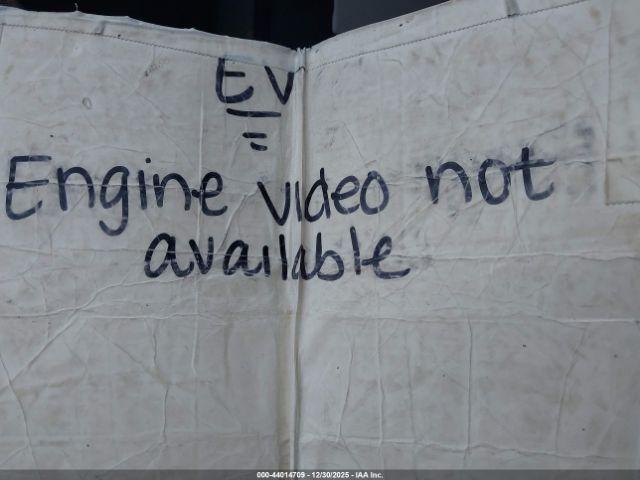 EV
Engine video not
available
000-44014709 - 12/30/2025 - IAA Inc.